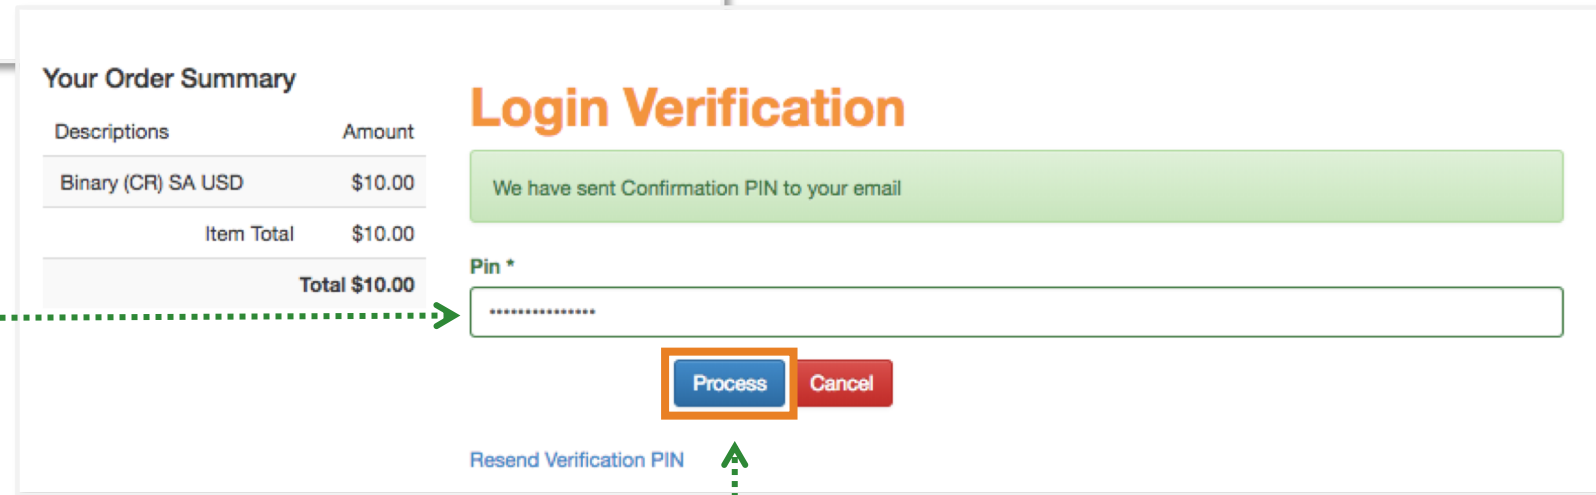 Your Order Summary
Descriptions Amount
Binary (CR) SA USD $10.00
Item Total $10.00
Total $10.00
Login Verification
We have sent Confirmation PIN to your email
Pin *
•••••••••••••••
Process Cancel
Resend Verification PIN